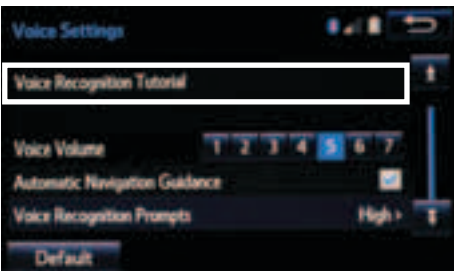 Voice Settings
Voice Recognition Tutorial
Voice Volume 1 2 3 4 5 6 7
Automatic Navigation Guidance
Voice Recognition Prompts High >
Default